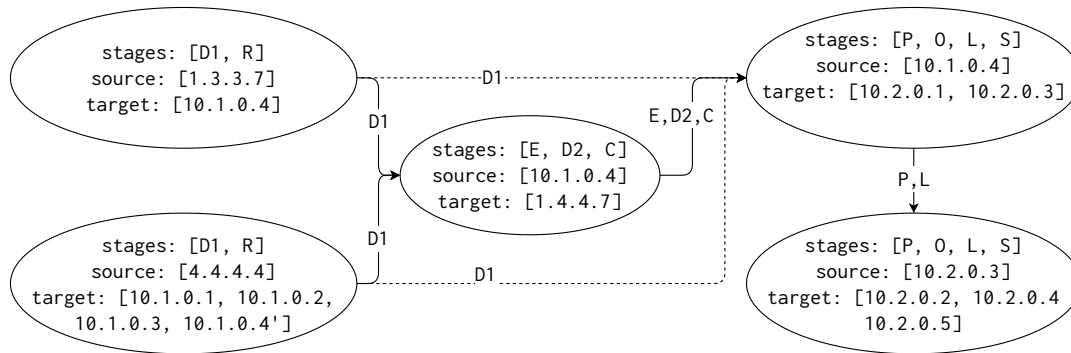 stages: [D1, R]
source: [1.3.3.7]
target: [10.1.0.4]
D1
D1
stages: [P, O, L, S]
source: [10.1.0.4]
target: [10.2.0.1, 10.2.0.3]
E,D2,C
stages: [E, D2, C]
source: [10.1.0.4]
target: [1.4.4.7]
P,L
D1
D1
stages: [D1, R]
source: [4.4.4.4]
target: [10.1.0.1, 10.1.0.2,
10.1.0.3, 10.1.0.4']
stages: [P, O, L, S]
source: [10.2.0.3]
target: [10.2.0.2, 10.2.0.4
10.2.0.5]